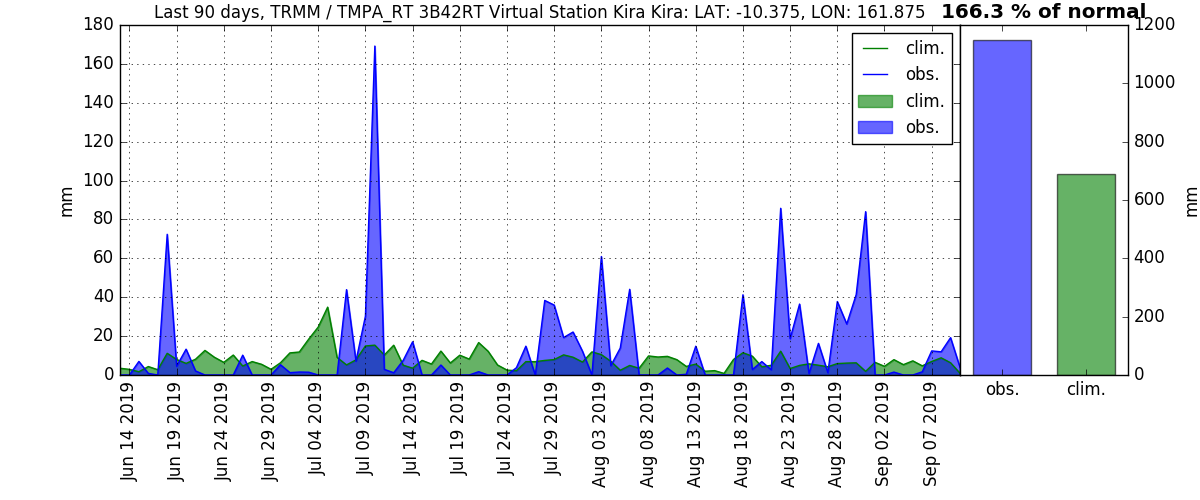 Last 90 days, TRMM / TMPA_RT 3B42RT Virtual Station Kira Kira: LAT: -10.375, LON: 161.875 166.3 % of normal
180
160
140
120
100
80
60
40
20
0
mm
clim.
obs.
clim.
obs.
Jun 14 2019
Jun 19 2019
Jun 24 2019
Jun 29 2019
Jul 04 2019
Jul 09 2019
Jul 14 2019
Jul 19 2019
Jul 24 2019
Jul 29 2019
Aug 03 2019
Aug 08 2019
Aug 13 2019
Aug 18 2019
Aug 23 2019
Aug 28 2019
Sep 02 2019
Sep 07 2019
1200
1000
800
600
400
200
0
mm
obs. clim.